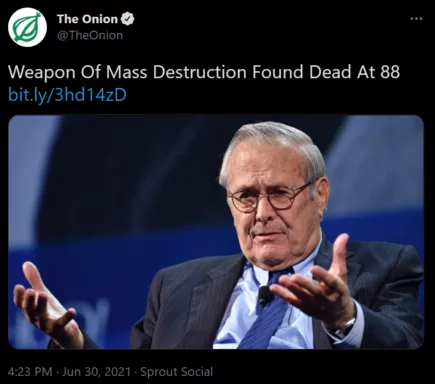 The Onion
@TheOnion
Weapon Of Mass Destruction Found Dead At 88
bit.ly/3hd14zD
4:23 PM · Jun 30, 2021 · Sprout Social